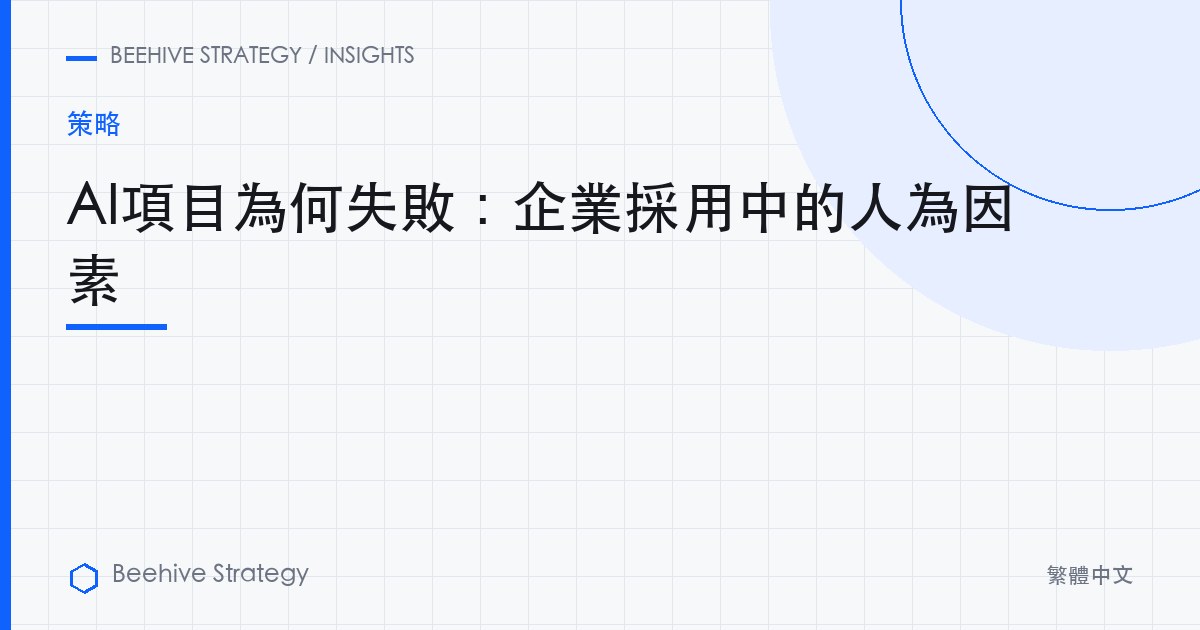 BEEHIVE STRATEGY / INSIGHTS
策略
AI項目為何失敗：企業採用中的人為因
素
Beehive Strategy
繁體中文